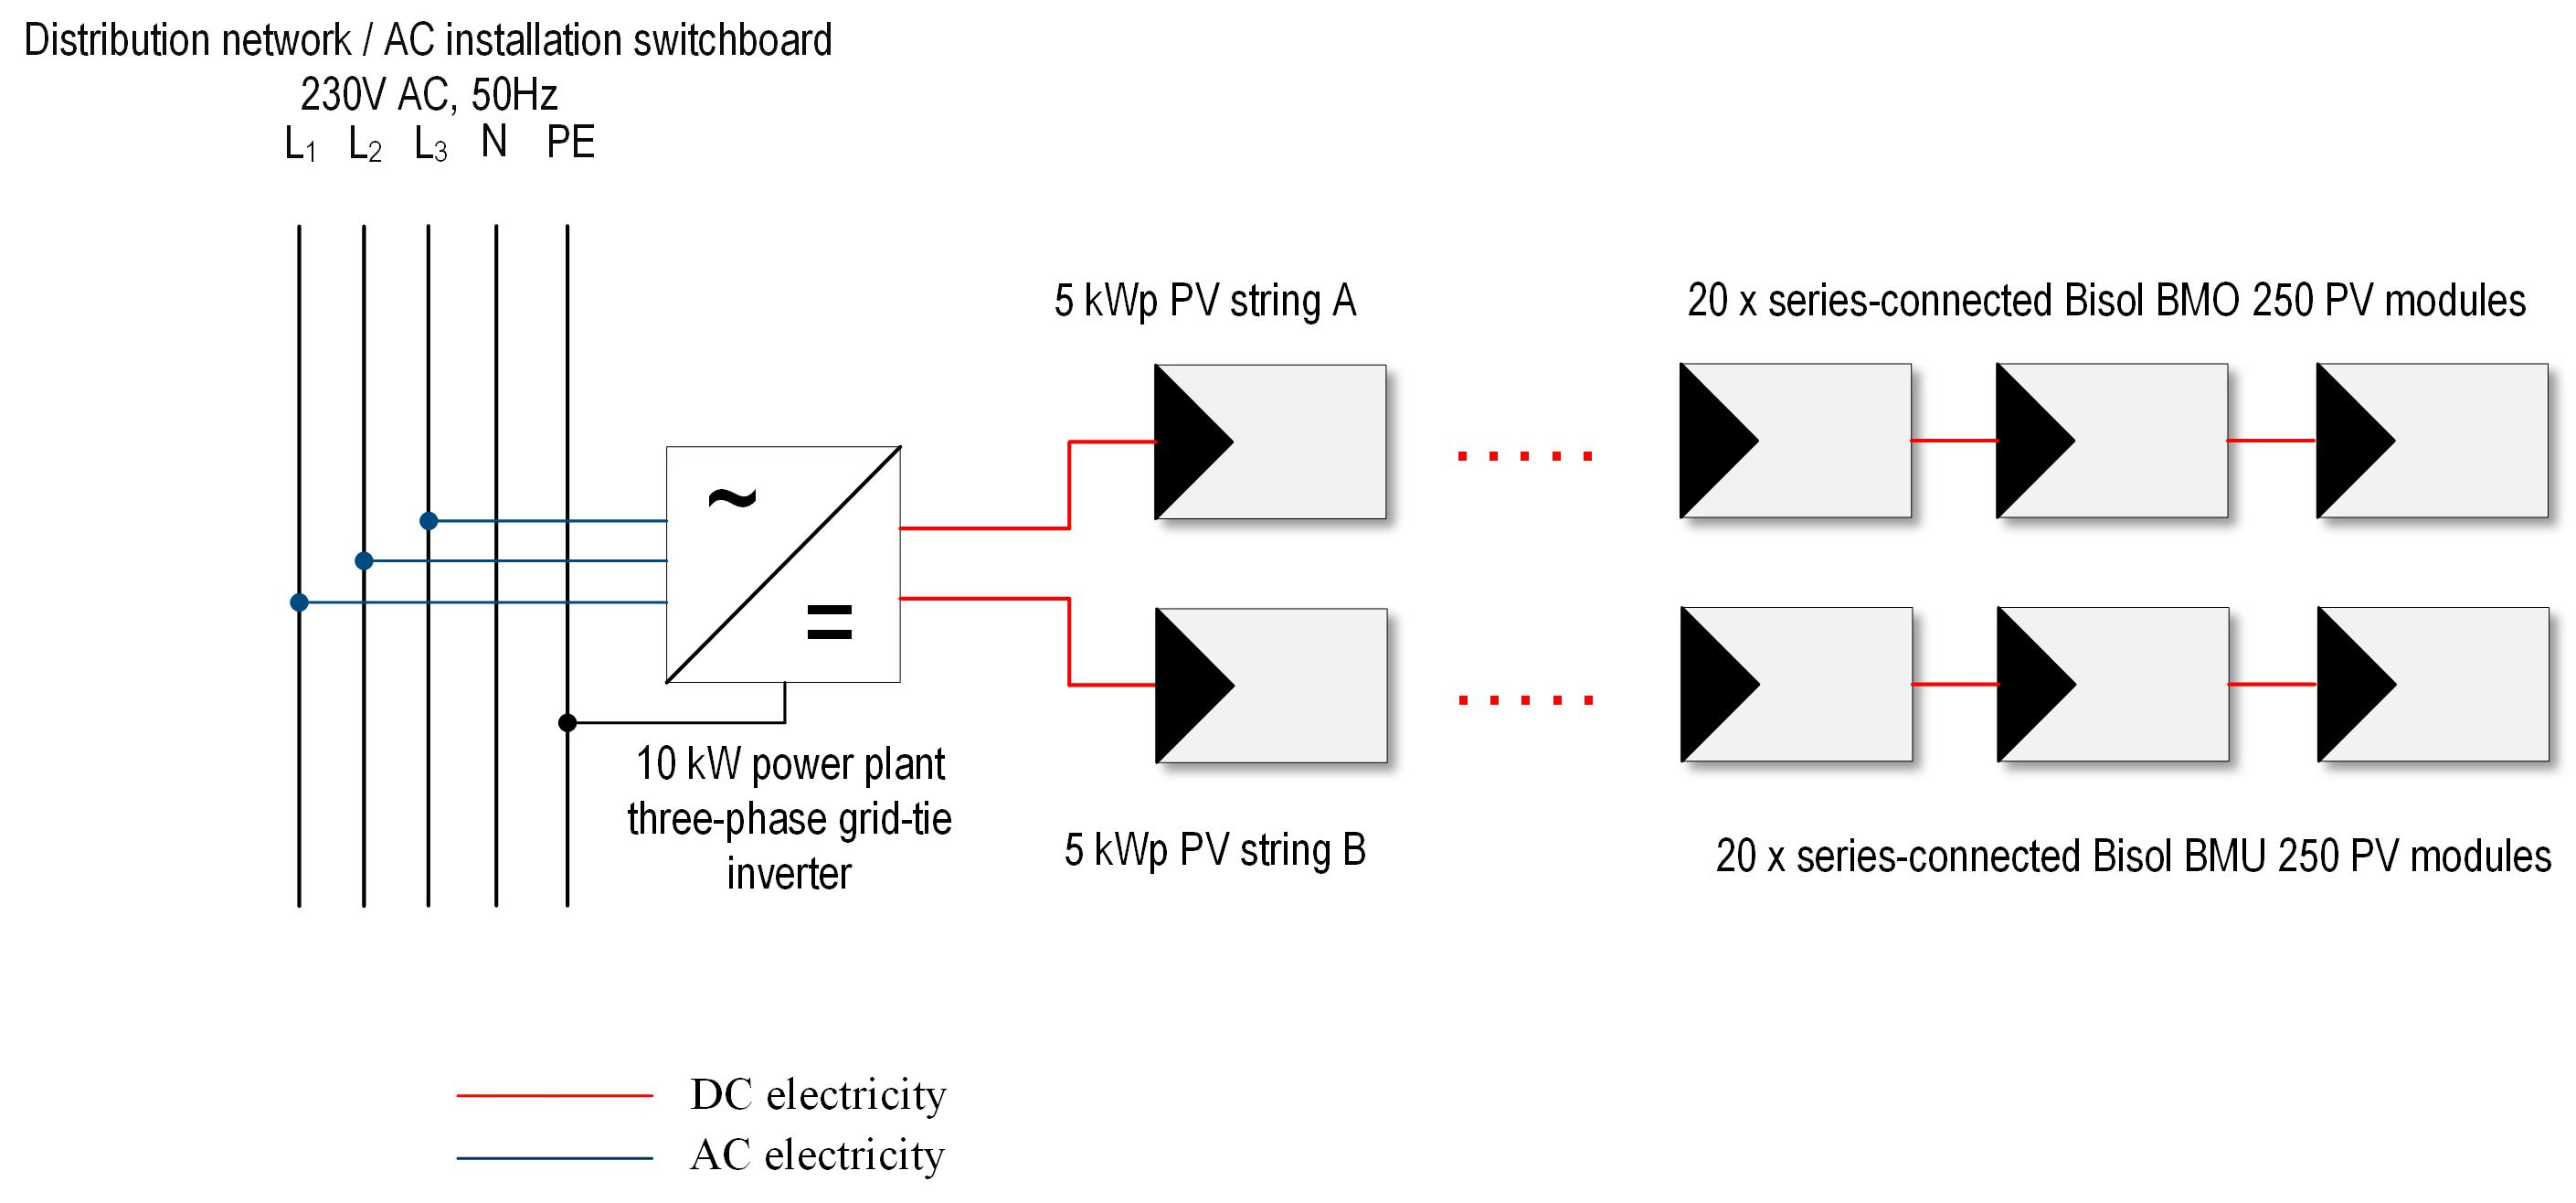 Distribution network / AC installation switchboard
230V AC, 50Hz
L₁ L₂ L₃ N PE
5 kWp PV string A
20 x series-connected Bisol BMO 250 PV modules
~
=
10 kW power plant
three-phase grid-tie
inverter
5 kWp PV string B
20 x series-connected Bisol BMU 250 PV modules
DC electricity
AC electricity